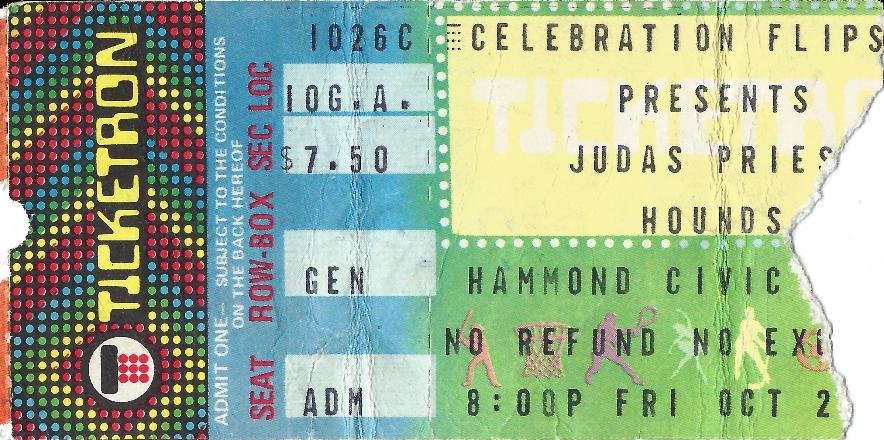 TICKETRON
ADMIT ONE— SUBJECT TO THE CONDITIONS
ON THE BACK HEREOF
SEAT ROW-BOX SEC LOC
1026C
10G.A.
$7.50
GEN
ADM
TICKETRO
CELEBRATION FLIPS
PRESENTS
JUDAS PRIES
HOUNDS
HAMMOND CIVIC
NO REFUND NO EXC
8:00P FRI OCT 2